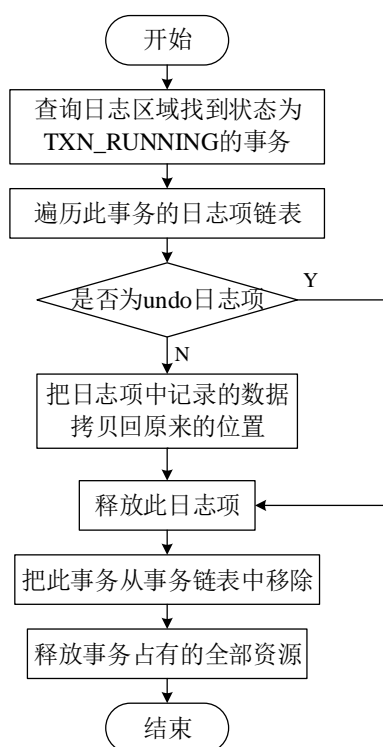 开始
查询日志区域找到状态为
TXN_RUNNING的事务
遍历此事务的日志项链表
是否为undo日志项
Y
N
把日志项中记录的数据
拷贝回原来的位置
释放此日志项
把此事务从事务链表中移除
释放事务占有的全部资源
结束